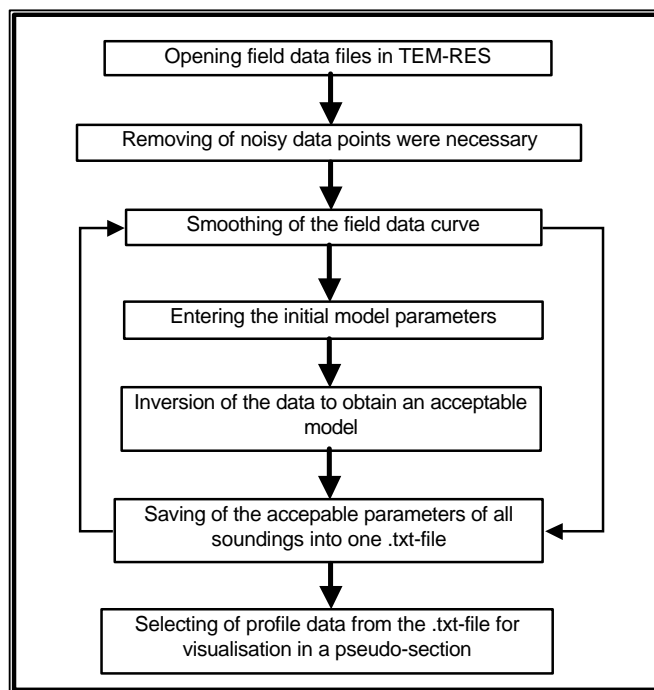 Opening field data files in TEM-RES
Removing of noisy data points were necessary
Smoothing of the field data curve
Entering the initial model parameters
Inversion of the data to obtain an acceptable
model
Saving of the accepable parameters of all
soundings into one .txt-file
Selecting of profile data from the .txt-file for
visualisation in a pseudo-section